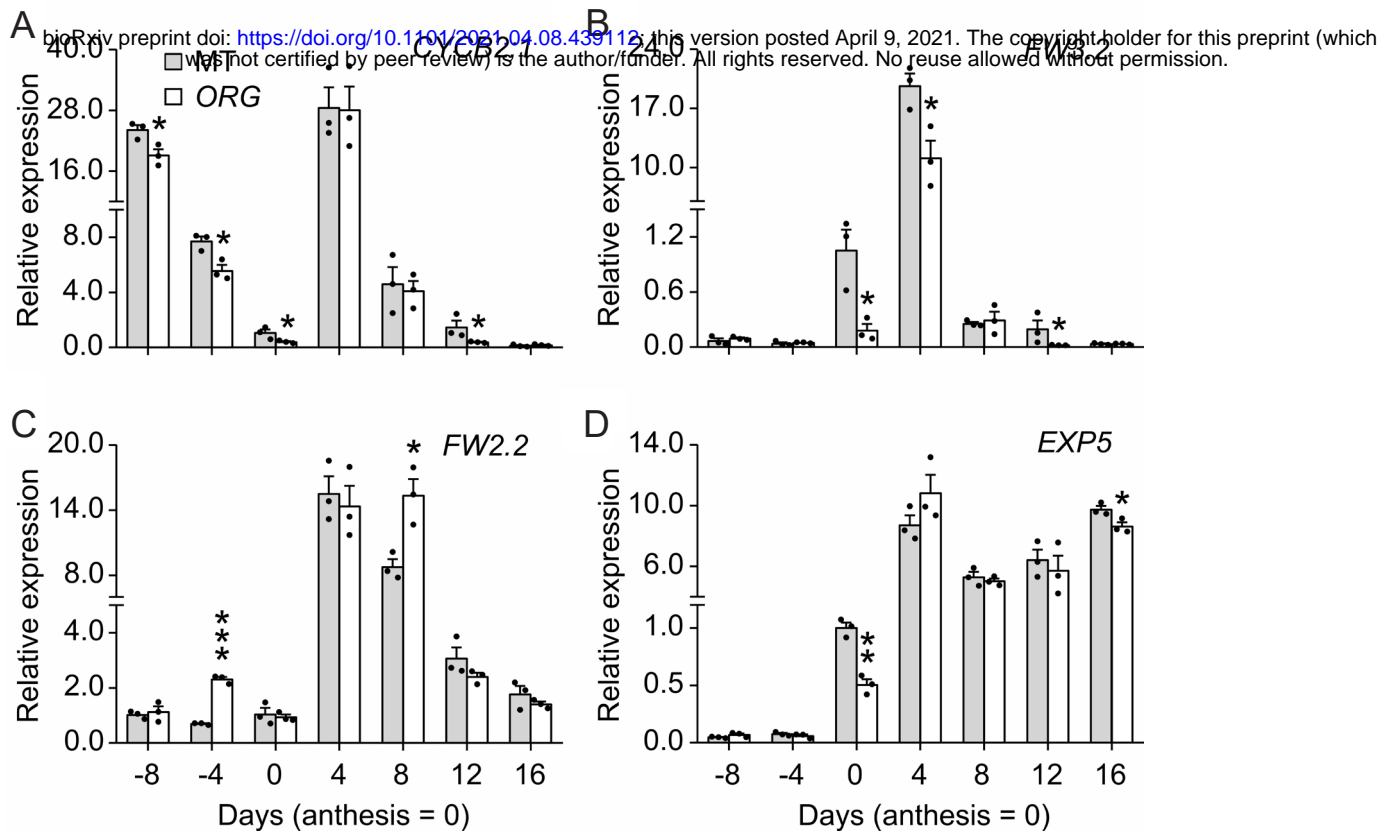 A
B
bioRxiv preprint doi: https://doi.org/10.1101/2021.04.08.439112; this version posted April 9, 2021. The copyright holder for this preprint (which
was not certified by peer review) is the author/funder. All rights reserved. No reuse allowed without permission.
MT
ORG
CYCB2.1
Relative expression
40.0
28.0
16.0
8.0
4.0
0.0
*
*
*
*
FW3.2
Relative expression
24.0
17.0
10.0
1.2
0.6
0.0
*
*
*
C
FW2.2
Relative expression
20.0
14.0
8.0
4.0
2.0
0.0
***
*
-8 -4 0 4 8 12 16
Days (anthesis = 0)
D
EXP5
Relative expression
14.0
10.0
6.0
1.0
0.5
0.0
**
*
-8 -4 0 4 8 12 16
Days (anthesis = 0)